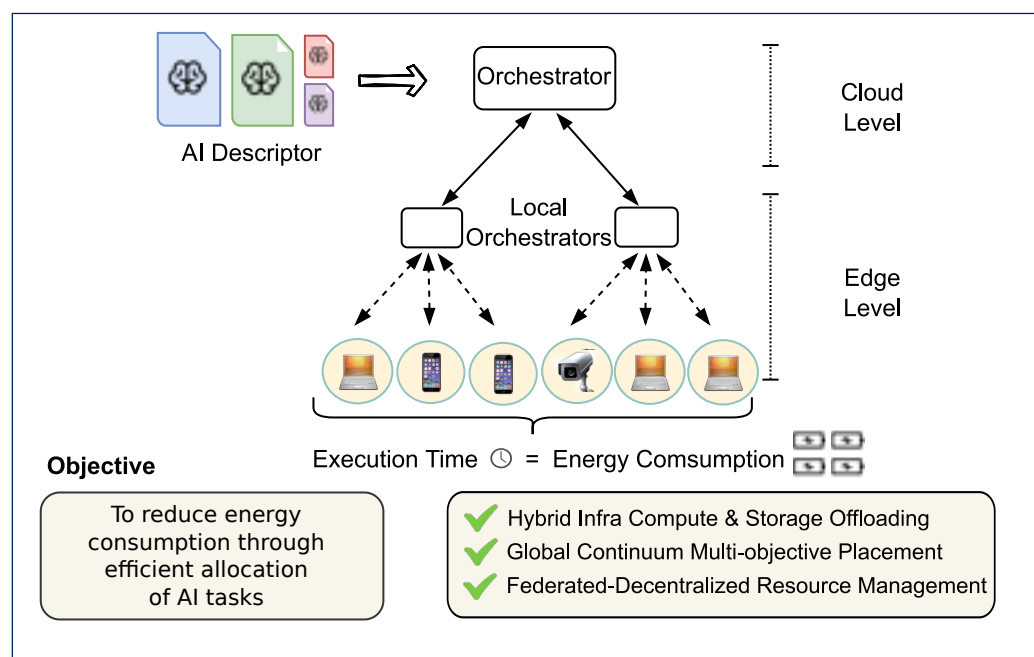 Orchestrator
AI Descriptor
Cloud
Level
Local
Orchestrators
Edge
Level
Execution Time = Energy Comsumption
Objective
To reduce energy
consumption through
efficient allocation
of AI tasks
Hybrid Infra Compute & Storage Offloading
Global Continuum Multi-objective Placement
Federated-Decentralized Resource Management